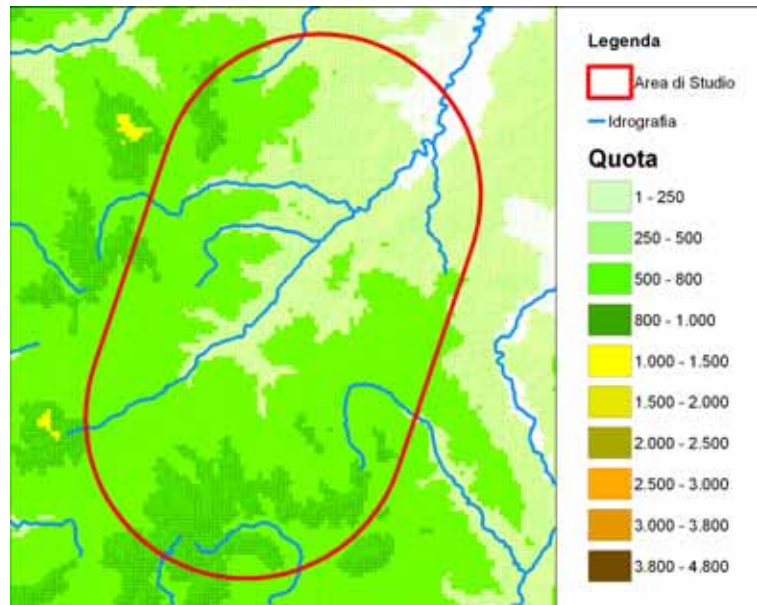 Legenda
Area di Studio
Idrografia
Quota
1 - 250
250 - 500
500 - 800
800 - 1.000
1.000 - 1.500
1.500 - 2.000
2.000 - 2.500
2.500 - 3.000
3.000 - 3.800
3.800 - 4.800